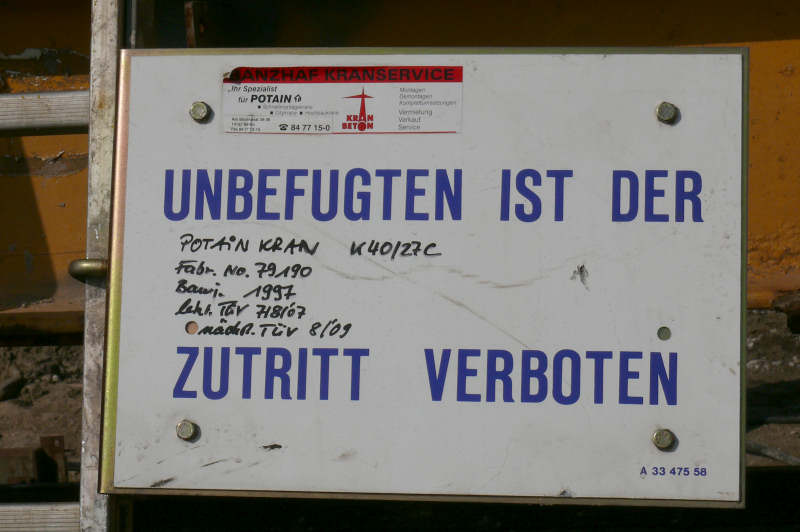 ANZHAF KRANSERVICE
Ihr Spezialist
für POTAIN
Montagen
Demontagen
Komplettumsetzungen
Vermietung
Verkauf
Service
☎ 84 77 15-0
KRAN
BETON
UNBEFUGTEN IST DER
POTAIN KRAN K40/27C
Fabr. No. 79190
Bauj. 1997
letzt. TÜV 7/8/07
nächst. TÜV 8/09
ZUTRITT VERBOTEN
A 33 475 58